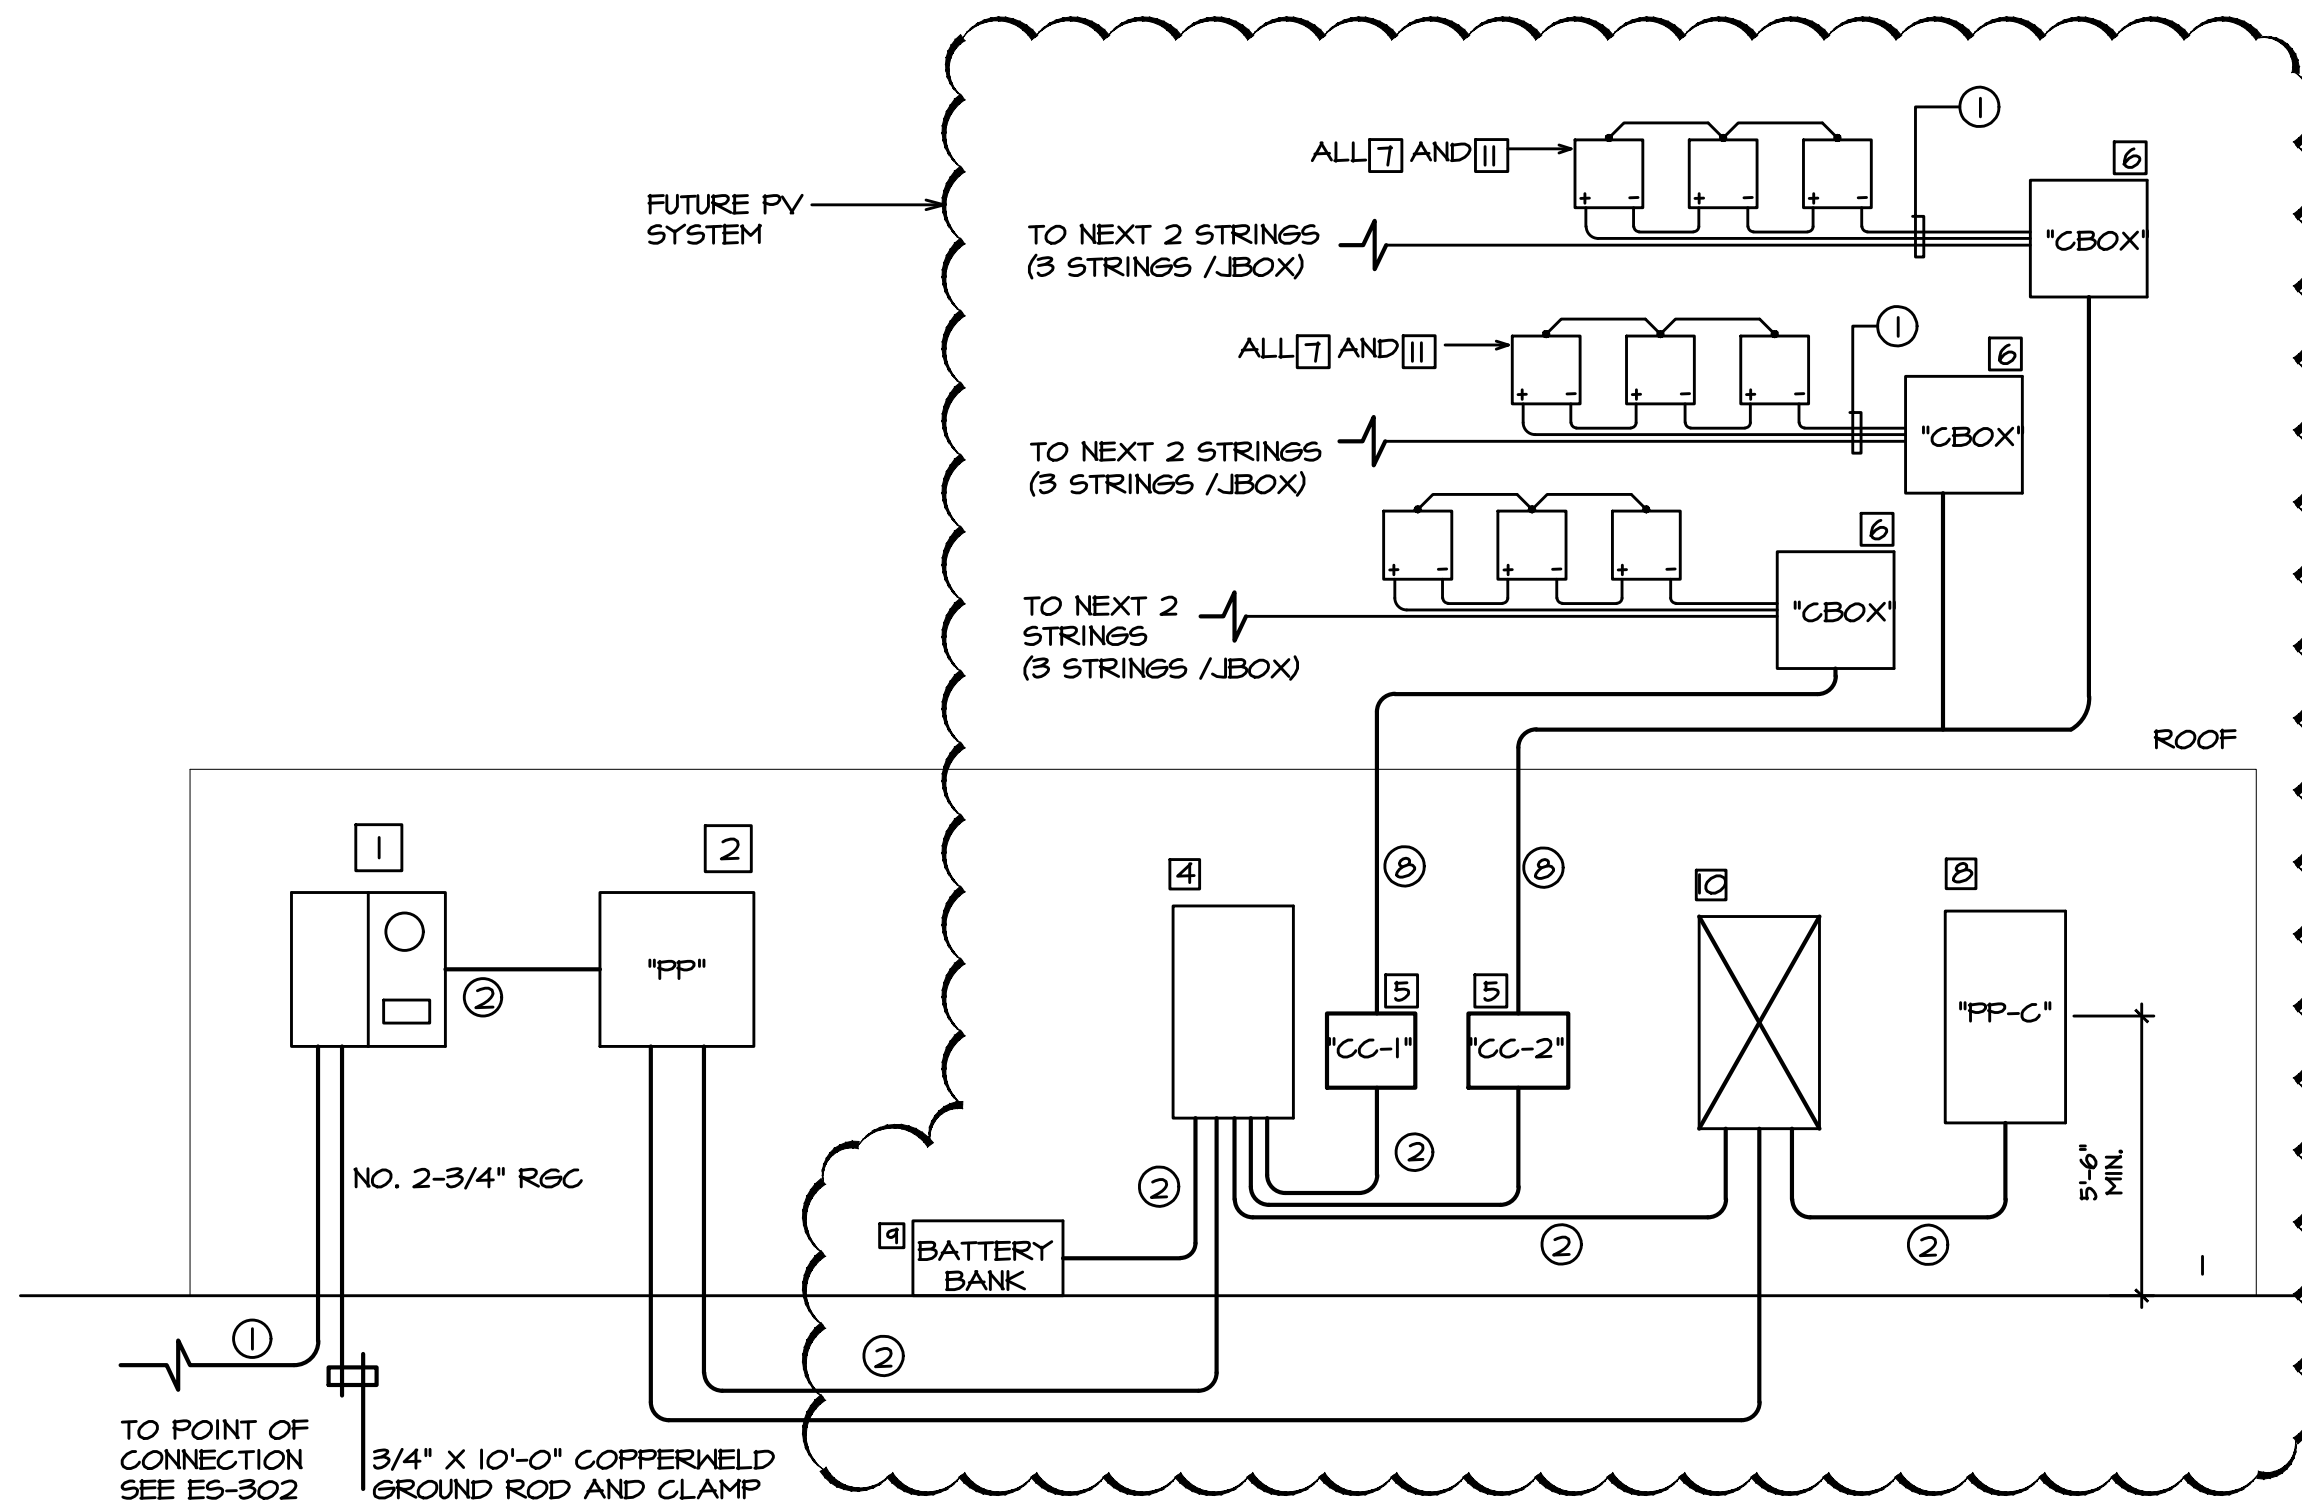 1
ALL 7 AND 11
6
FUTURE PV
SYSTEM
TO NEXT 2 STRINGS
(3 STRINGS /JBOX)
+ - + - + -
"CBOX"
1
ALL 7 AND 11
6
+ - + - + -
"CBOX"
TO NEXT 2 STRINGS
(3 STRINGS /JBOX)
6
+ - + - + -
"CBOX"
TO NEXT 2
STRINGS
(3 STRINGS /JBOX)
ROOF
1
2
4
8
8
10
8
"PP"
2
5
5
"CC-1"
"CC-2"
"PP-C"
NO. 2-3/4" RGC
2
2
5'-6"
MIN.
9
BATTERY
BANK
2
2
1
1
2
TO POINT OF
CONNECTION
SEE ES-302
3/4" X 10'-0" COPPERWELD
GROUND ROD AND CLAMP